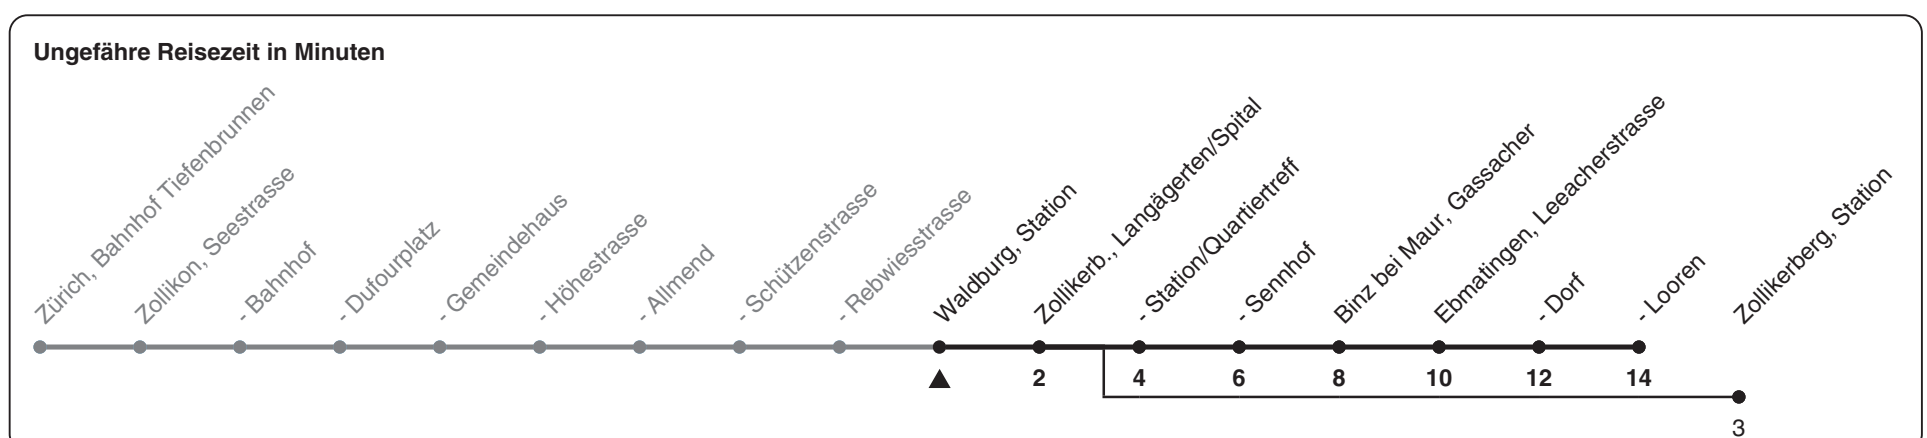 Ungefähre Reisezeit in Minuten
Zürich, Bahnhof Tiefenbrunnen
Zollikon, Seestrasse
- Bahnhof
- Dufourplatz
- Gemeindehaus
- Höhestrasse
- Allmend
- Schützenstrasse
- Rebwiesstrasse
Waldburg, Station
Zollikerb., Langägerten/Spital
- Station/Quartiertreff
- Sennhof
Binz bei Maur, Gassacher
Ebmatingen, Leeacherstrasse
- Dorf
- Looren
Zollikerberg, Station
2 4 6 8 10 12 14
3